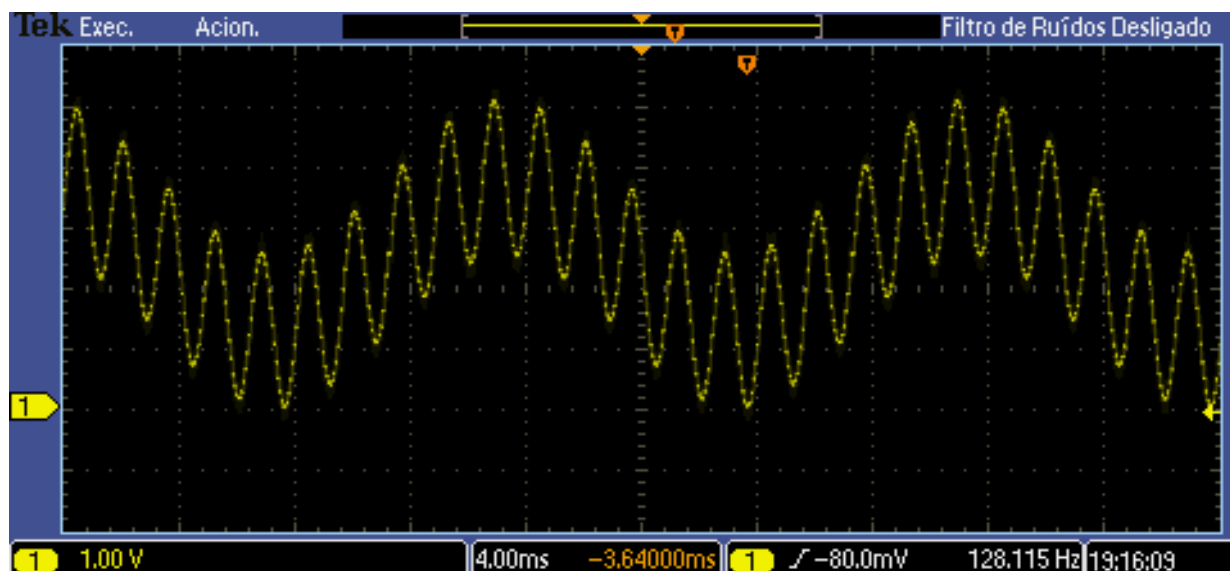 Tek Exec. Acion. Filtro de Ruídos Desligado
T
T
1
1 1.00 V 4.00ms -3.64000ms 1 -80.0mV 128.115 Hz 19:16:09